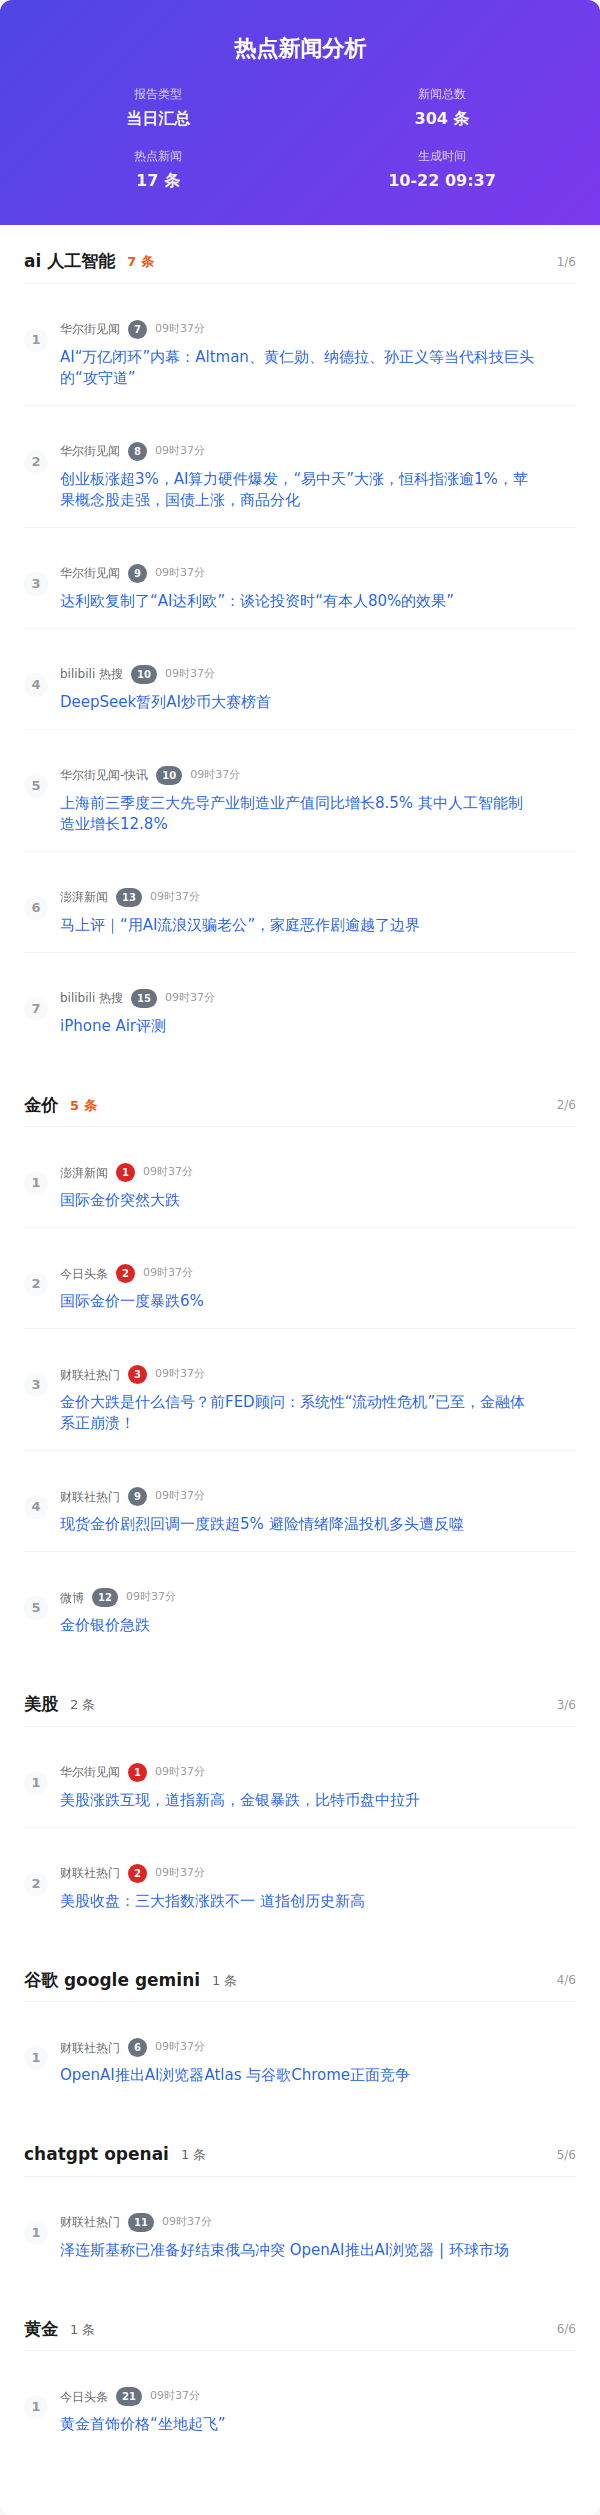 热点新闻分析
报告类型
当日汇总
新闻总数
304 条
热点新闻
17 条
生成时间
10-22 09:37
ai 人工智能 7 条 1/6
1
华尔街见闻 7 09时37分
AI“万亿闭环”内幕：Altman、黄仁勋、纳德拉、孙正义等当代科技巨头
的“攻守道”
2
华尔街见闻 8 09时37分
创业板涨超3%，AI算力硬件爆发，“易中天”大涨，恒科指涨逾1%，苹
果概念股走强，国债上涨，商品分化
3
华尔街见闻 9 09时37分
达利欧复制了“AI达利欧”：谈论投资时“有本人80%的效果”
4
bilibili 热搜 10 09时37分
DeepSeek暂列AI炒币大赛榜首
5
华尔街见闻-快讯 10 09时37分
上海前三季度三大先导产业制造业产值同比增长8.5% 其中人工智能制
造业增长12.8%
6
澎湃新闻 13 09时37分
马上评｜“用AI流浪汉骗老公”，家庭恶作剧逾越了边界
7
bilibili 热搜 15 09时37分
iPhone Air评测
金价 5 条 2/6
1
澎湃新闻 1 09时37分
国际金价突然大跌
2
今日头条 2 09时37分
国际金价一度暴跌6%
3
财联社热门 3 09时37分
金价大跌是什么信号？前FED顾问：系统性“流动性危机”已至，金融体
系正崩溃！
4
财联社热门 9 09时37分
现货金价剧烈回调一度跌超5% 避险情绪降温投机多头遭反噬
5
微博 12 09时37分
金价银价急跌
美股 2 条 3/6
1
华尔街见闻 1 09时37分
美股涨跌互现，道指新高，金银暴跌，比特币盘中拉升
2
财联社热门 2 09时37分
美股收盘：三大指数涨跌不一 道指创历史新高
谷歌 google gemini 1 条 4/6
1
财联社热门 6 09时37分
OpenAI推出AI浏览器Atlas 与谷歌Chrome正面竞争
chatgpt openai 1 条 5/6
1
财联社热门 11 09时37分
泽连斯基称已准备好结束俄乌冲突 OpenAI推出AI浏览器 | 环球市场
黄金 1 条 6/6
1
今日头条 21 09时37分
黄金首饰价格“坐地起飞”